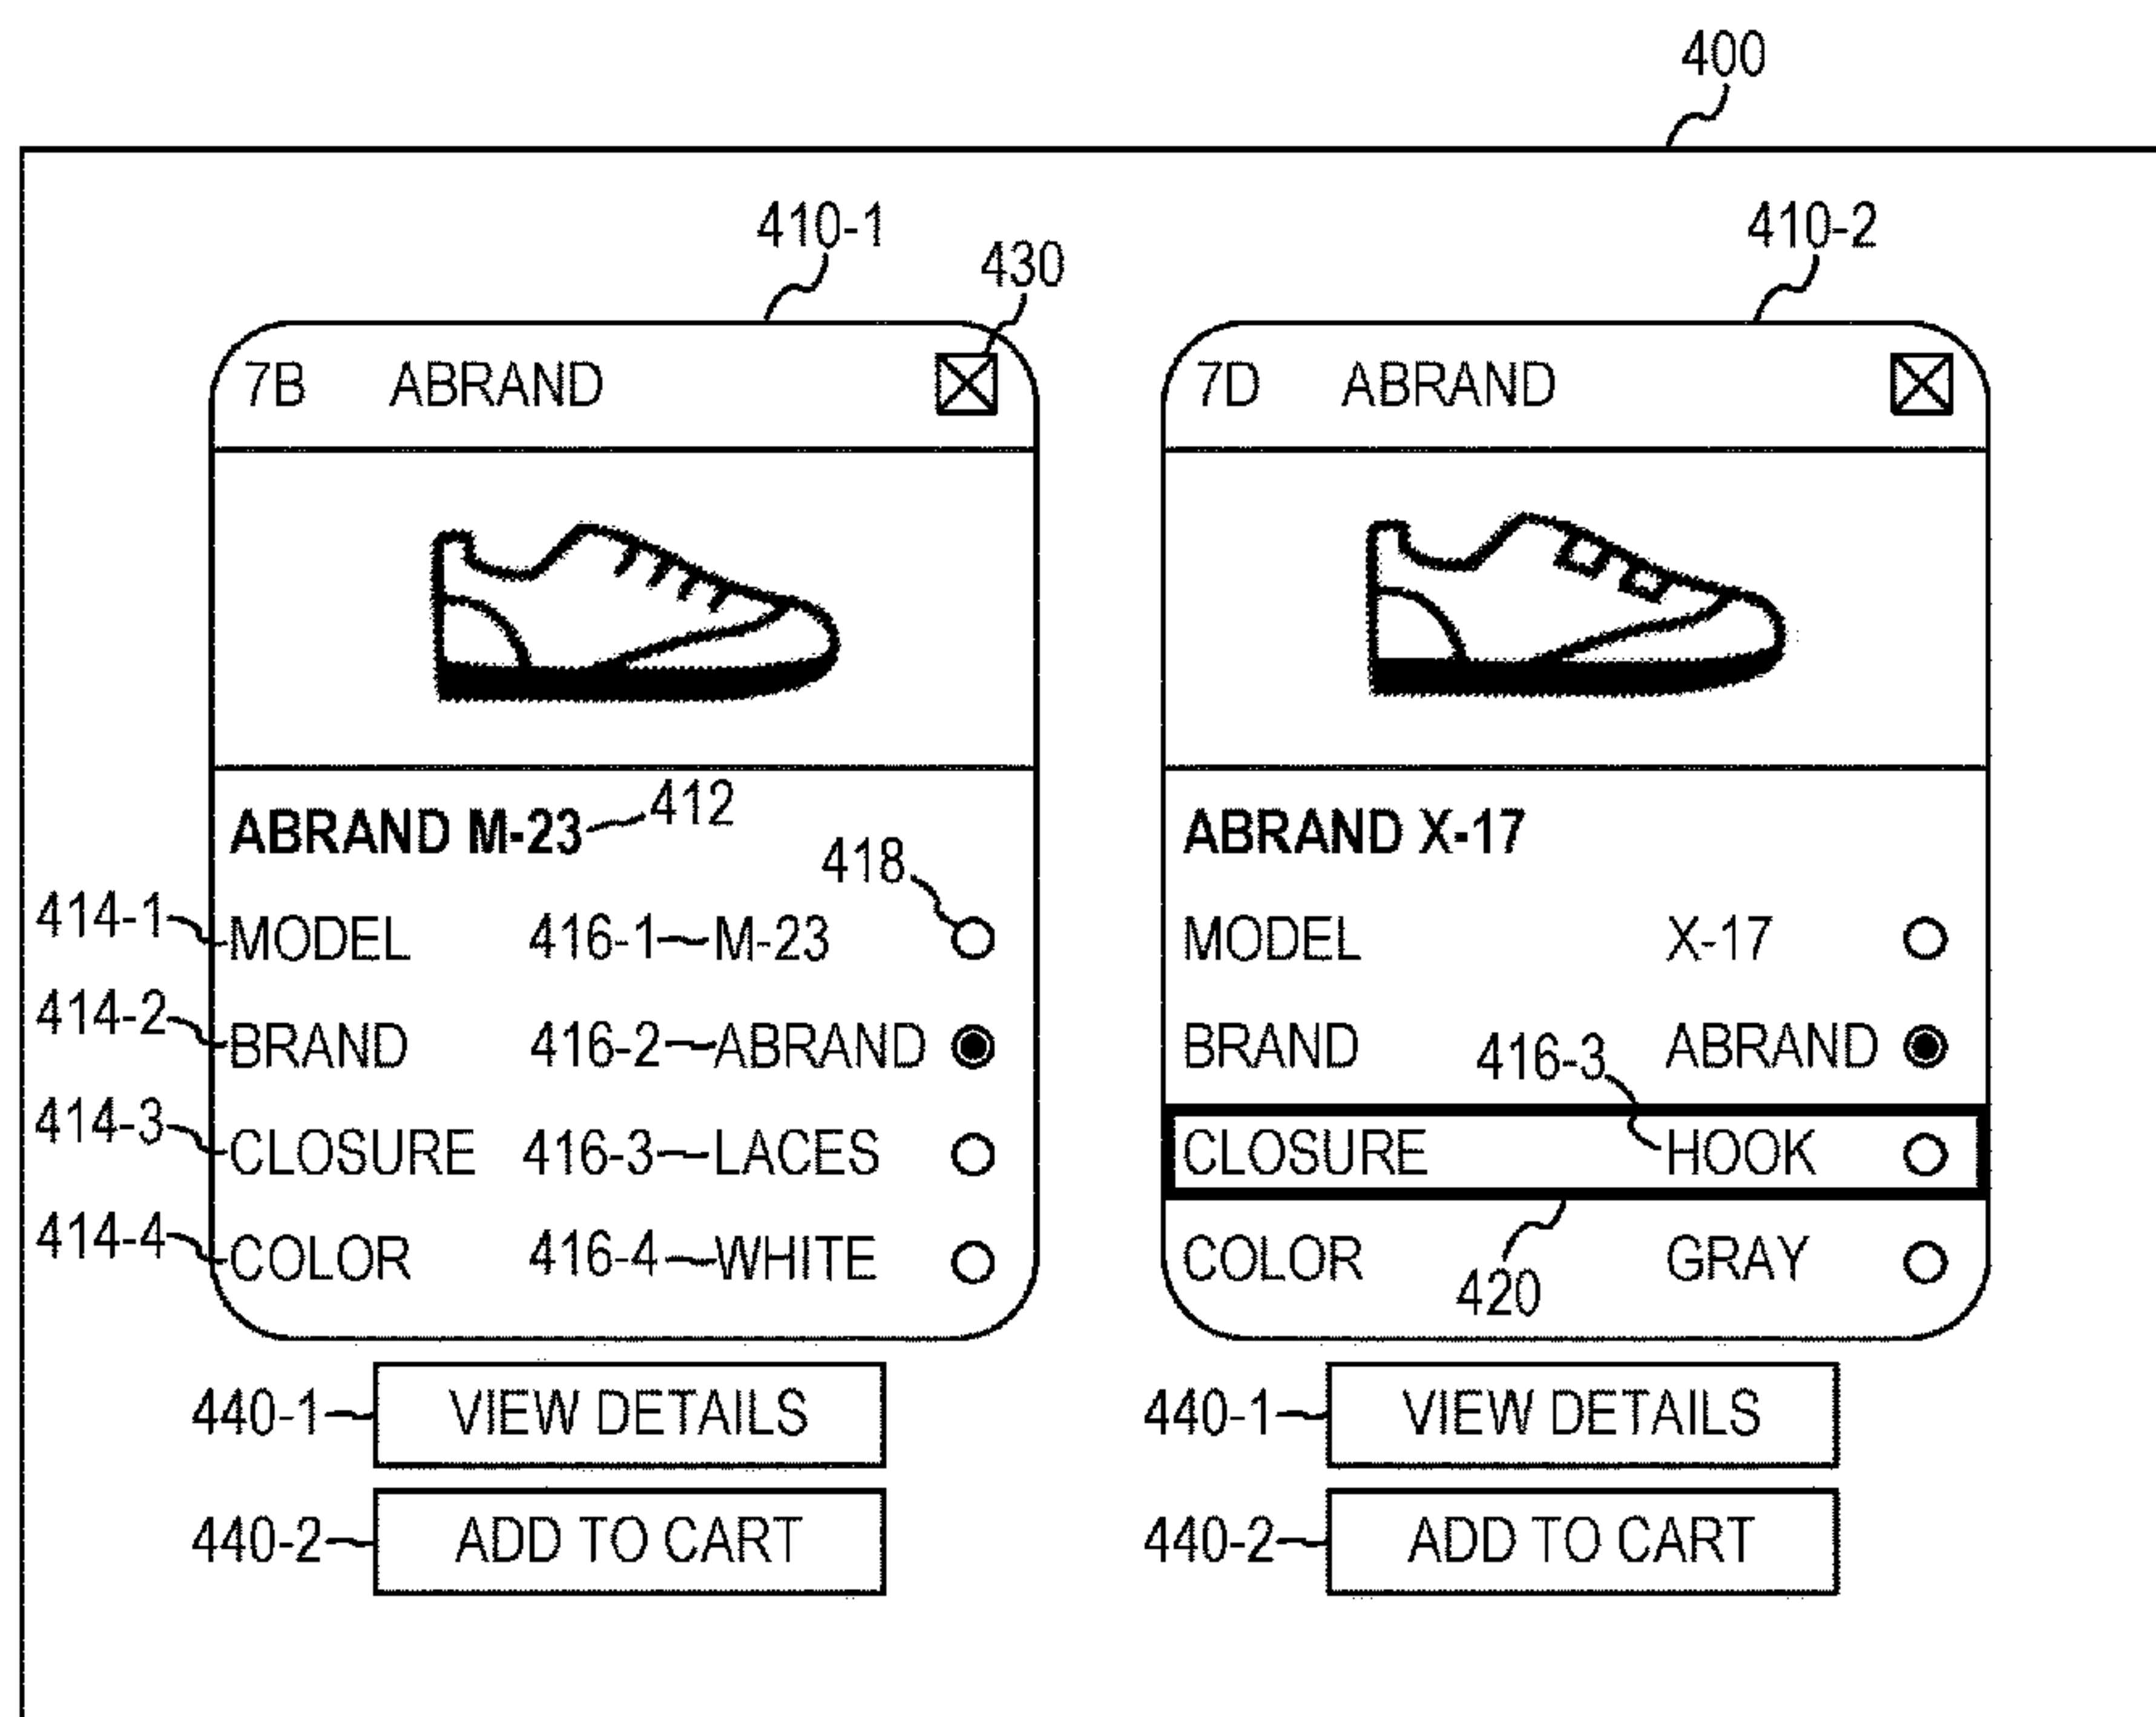 400
410-1
430
410-2
7B ABRAND
7D ABRAND
ABRAND M-23 412
ABRAND X-17
418
414-1 MODEL 416-1 M-23
MODEL X-17
414-2 BRAND 416-2 ABRAND
BRAND 416-3 ABRAND
414-3 CLOSURE 416-3 LACES
CLOSURE HOOK
414-4 COLOR 416-4 WHITE
COLOR GRAY
420
440-1 VIEW DETAILS
440-1 VIEW DETAILS
440-2 ADD TO CART
440-2 ADD TO CART